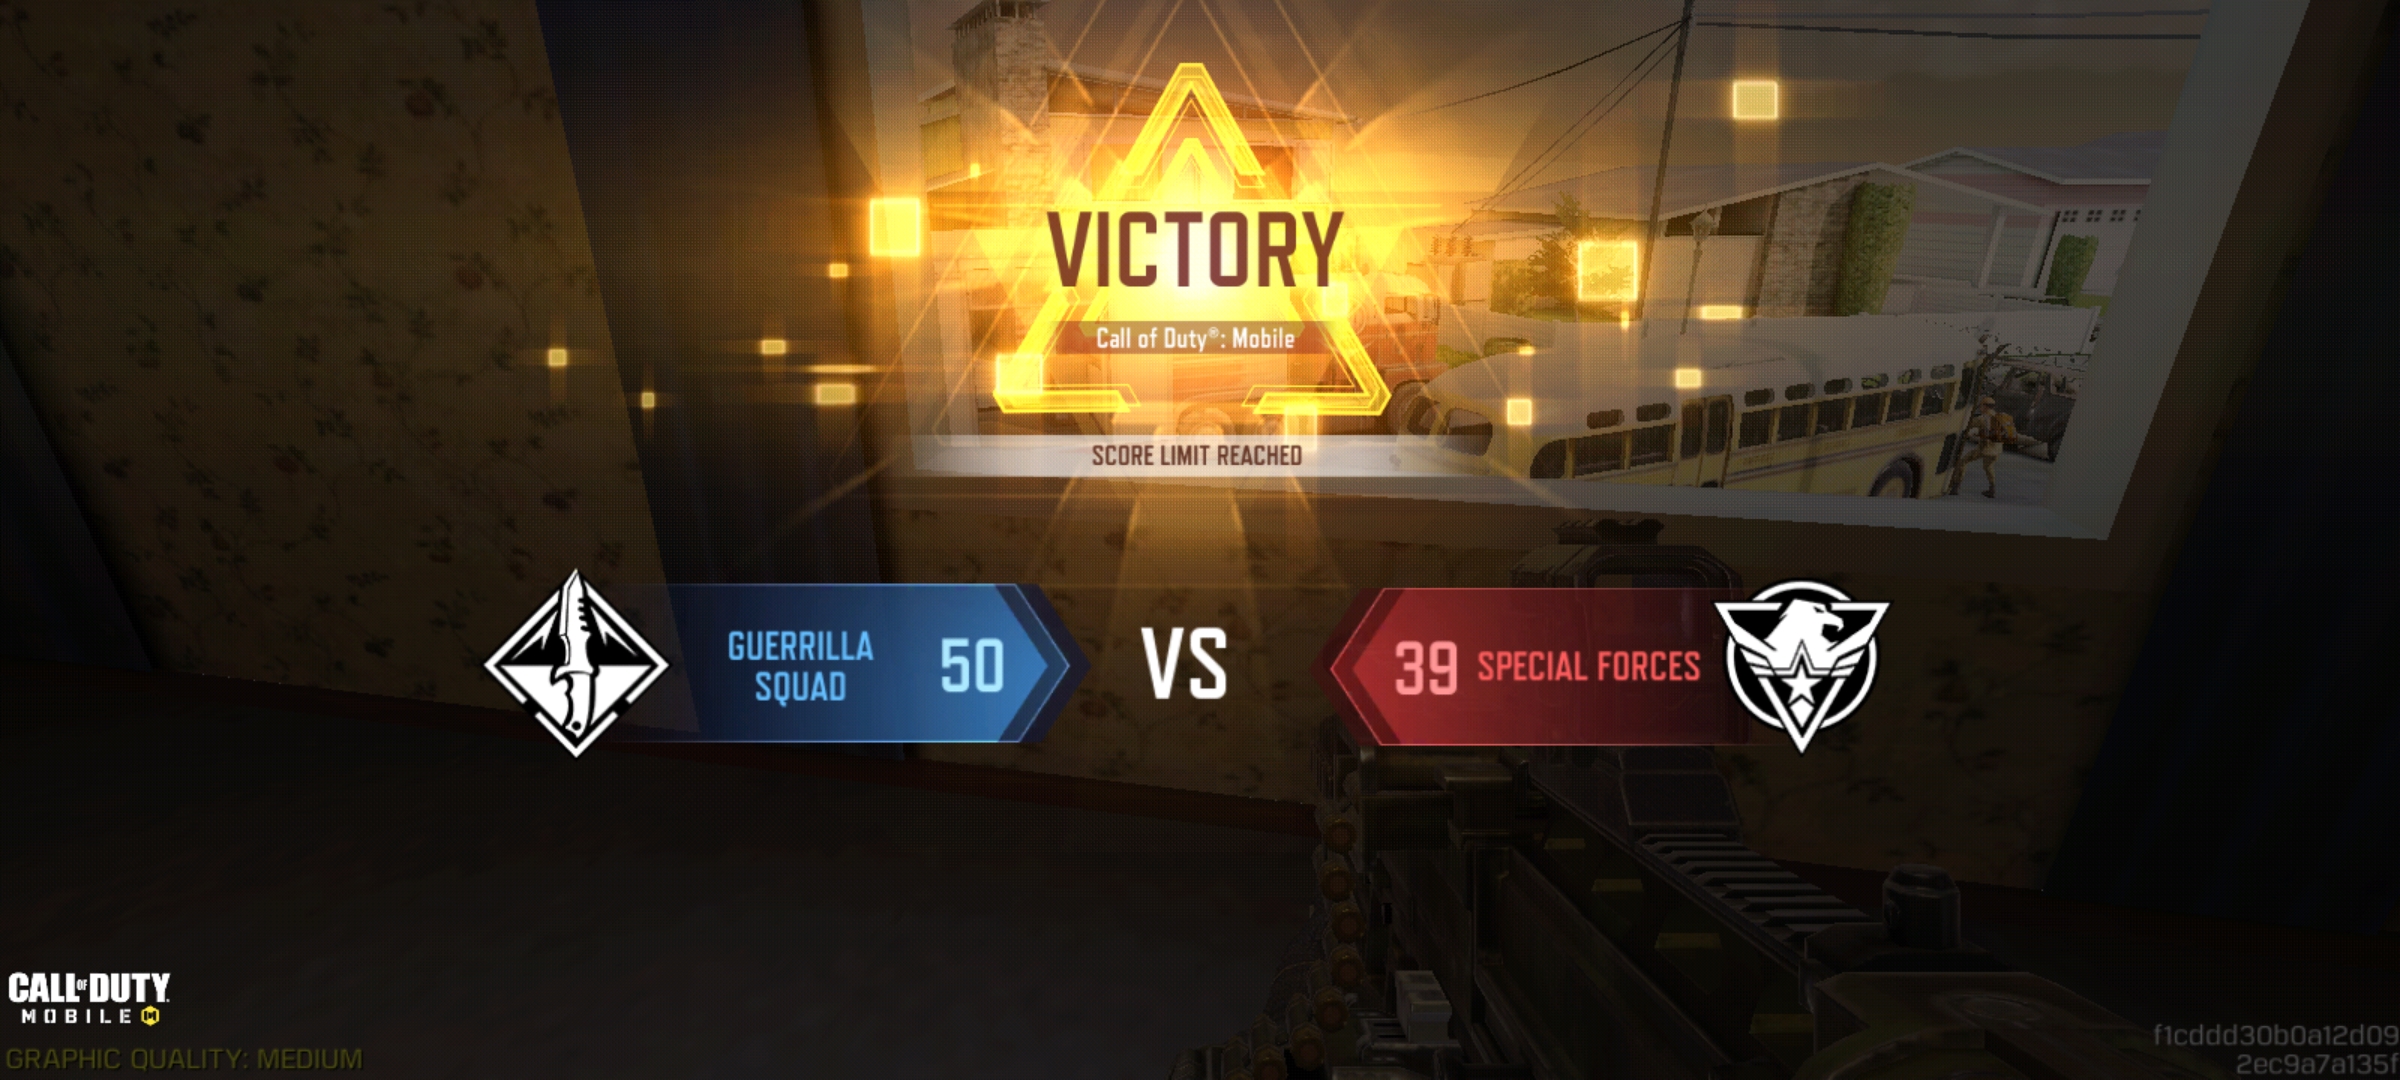 VICTORY
Call of Duty®: Mobile
SCORE LIMIT REACHED
GUERRILLA
SQUAD
50
VS
39
SPECIAL FORCES
CALL OF DUTY
MOBILE
GRAPHIC QUALITY: MEDIUM
f1cddd30b0a12d09
2ec9a7a135f